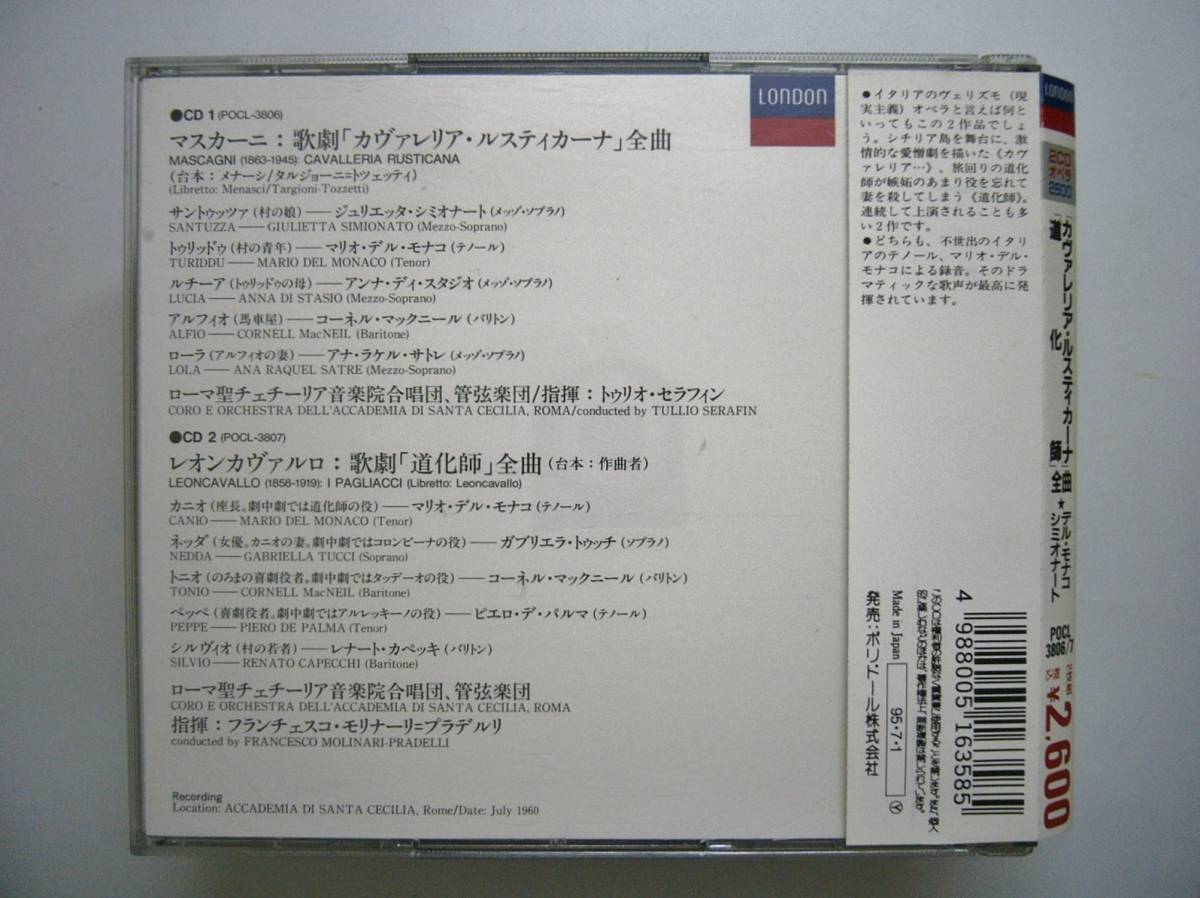 ●CD 1 (POCL-3806)
マスカーニ：歌劇「カヴァレリア・ルスティカーナ」全曲
MASCAGNI (1863-1945): CAVALLERIA RUSTICANA
(台本：メナーシ/タルジョーニ=トツェッティ)
(Libretto: Menasci/Targioni-Tozzetti)
サントゥッツァ (村の娘)――ジュリエッタ・シミオナート (メッゾ・ソプラノ)
SANTUZZA――GIULIETTA SIMIONATO (Mezzo-Soprano)
トゥリッドゥ (村の青年)――マリオ・デル・モナコ (テノール)
TURIDDU――MARIO DEL MONACO (Tenor)
ルチーア (トゥリッドゥの母)――アンナ・ディ・スタジオ (メッゾ・ソプラノ)
LUCIA――ANNA DI STASIO (Mezzo-Soprano)
アルフィオ (馬車屋)――コーネル・マックニール (バリトン)
ALFIO――CORNELL MacNEIL (Baritone)
ローラ (アルフィオの妻)――アナ・ラケル・サトレ (メッゾ・ソプラノ)
LOLA――ANA RAQUEL SATRE (Mezzo-Soprano)
ローマ聖チェチーリア音楽院合唱団、管弦楽団/指揮：トゥリオ・セラフィン
CORO E ORCHESTRA DELL'ACCADEMIA DI SANTA CECILIA, ROMA/conducted by TULLIO SERAFIN
●CD 2 (POCL-3807)
レオンカヴァルロ：歌劇「道化師」全曲 (台本：作曲者)
LEONCAVALLO (1858-1919): I PAGLIACCI (Libretto: Leoncavallo)
カニオ (座長。劇中劇では道化師の役)――マリオ・デル・モナコ (テノール)
CANIO――MARIO DEL MONACO (Tenor)
ネッダ (女優。カニオの妻。劇中劇ではコロンビーナの役)――ガブリエラ・トゥッチ (ソプラノ)
NEDDA――GABRIELLA TUCCI (Soprano)
トニオ (のろまの喜劇役者。劇中劇ではタッデーオの役)――コーネル・マックニール (バリトン)
TONIO――CORNELL MacNEIL (Baritone)
ペッペ (喜劇役者。劇中劇ではアルレッキーノの役)――ピエロ・デ・パルマ (テノール)
PEPPE――PIERO DE PALMA (Tenor)
シルヴィオ (村の若者)――レナート・カペッキ (バリトン)
SILVIO――RENATO CAPECCHI (Baritone)
ローマ聖チェチーリア音楽院合唱団、管弦楽団
CORO E ORCHESTRA DELL'ACCADEMIA DI SANTA CECILIA, ROMA
指揮：フランチェスコ・モリナーリ=プラデルリ
conducted by FRANCESCO MOLINARI-PRADELLI
Recording
Location: ACCADEMIA DI SANTA CECILIA, Rome/Date: July 1960
LONDON
●イタリアのヴェリズモ (現
実主義) オペラと言えば何と
いってもこの2作品でしょ
う。シチリア島を舞台に、激
情的な愛憎劇を描いた《カヴ
ァレリア…》、旅回りの道化
師が嫉妬のあまり役を忘れて
妻を殺してしまう《道化師》。
連続して上演されることも多
い2作です。
●どちらも、不世出のイタリ
アのテノール、マリオ・デル・
モナコによる録音。そのドラ
マティックな歌声が最高に発
揮されています。
4 988005 163585
Made in Japan
95・7・1
Ⓨ
発売：ポリドール株式会社
LONDON
2CD
オペラ
2600
「カヴァレリア・ルスティカーナ」
「道化師」
全曲
★デル・モナコ
シミオナート
POCL
3806/7
2枚組
2,600